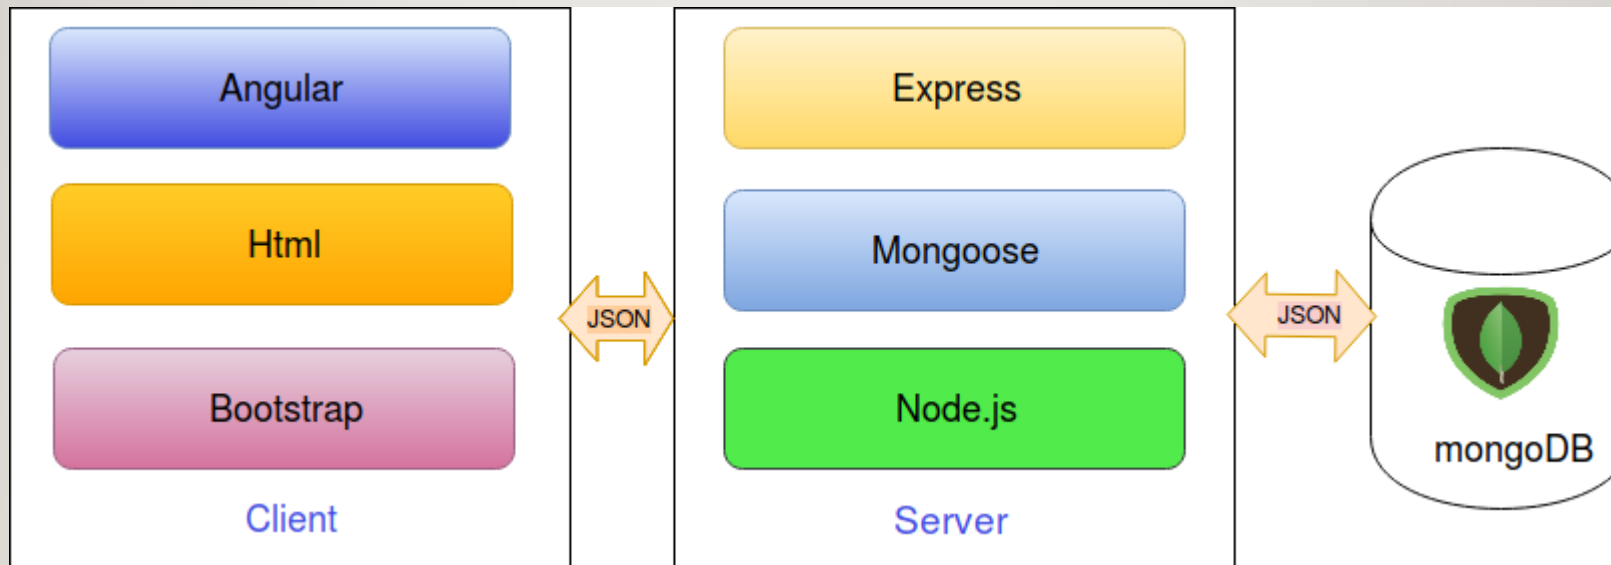 Angular
Html
Bootstrap
Client
JSON
Express
Mongoose
Node.js
Server
JSON
mongoDB